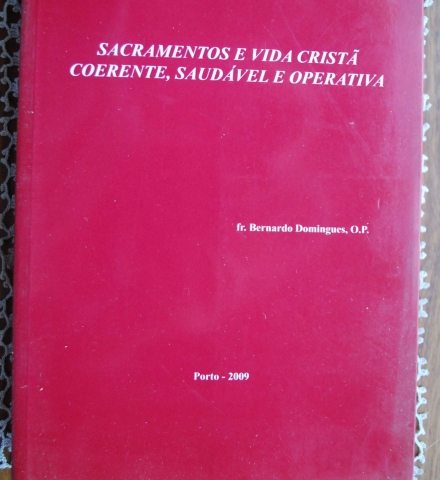 SACRAMENTOS E VIDA CRISTÃ
COERENTE, SAUDÁVEL E OPERATIVA
fr. Bernardo Domingues, O.P.
Porto - 2009